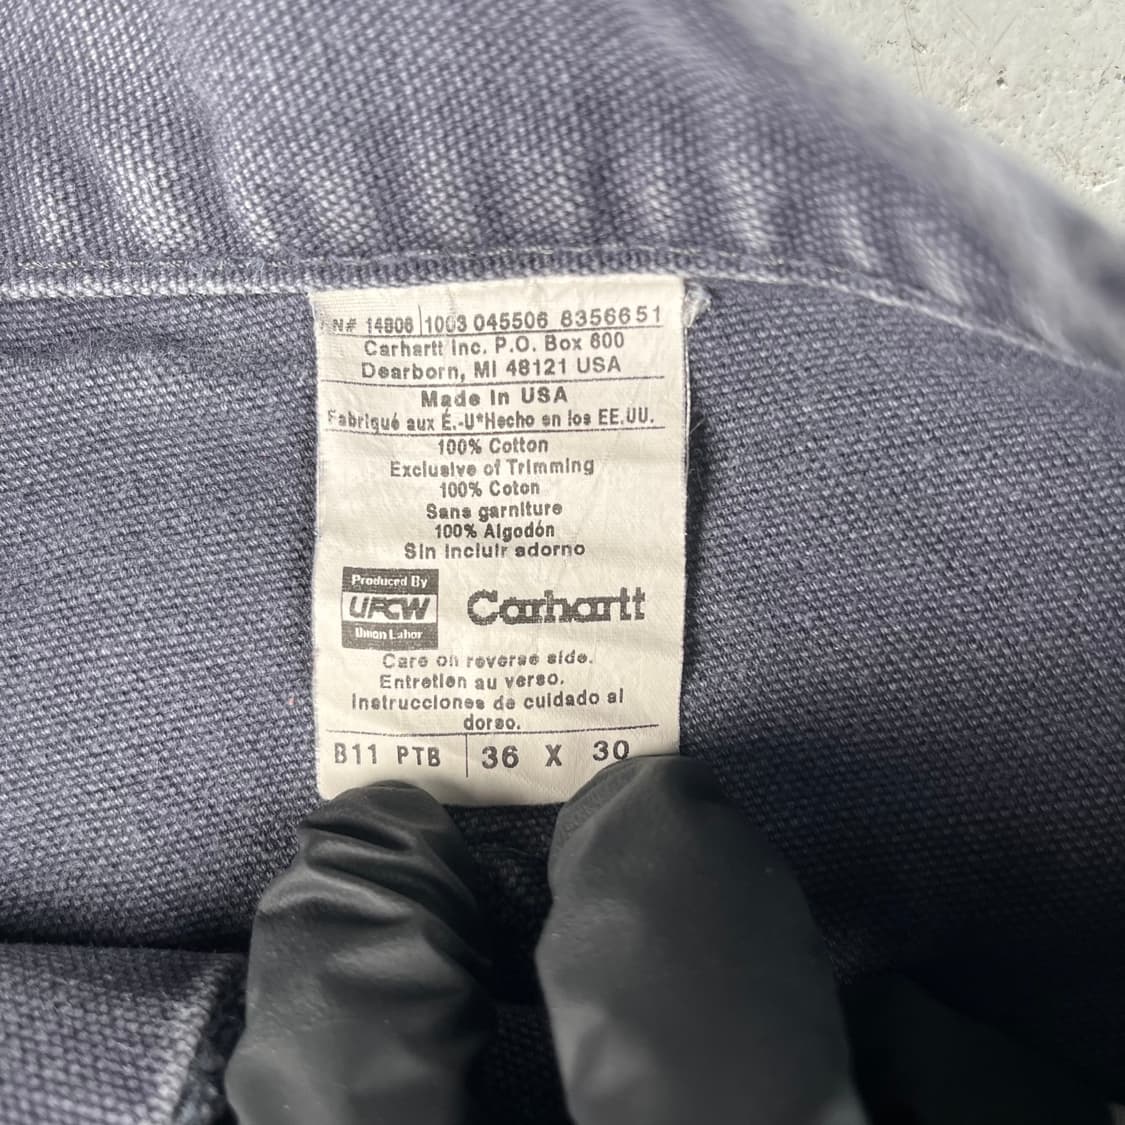 N# 14806 1003 045506 8356651
Carhartt Inc. P.O. Box 600
Dearborn, MI 48121 USA
Made In USA
Fabriqué aux É.-U*Hecho en los EE.UU.
100% Cotton
Exclusive of Trimming
100% Coton
Sans garniture
100% Algodón
Sin incluir adorno
Produced By
UFCW
Union Labor
Carhartt
Care on reverse side.
Entretien au verso.
Instrucciones de cuidado al
dorso.
B11 PTB 36 X 30